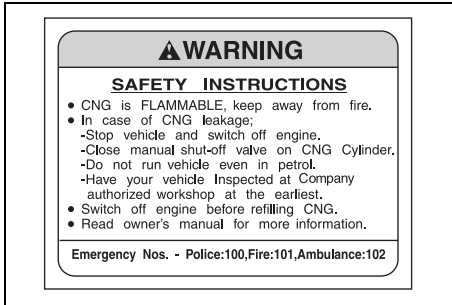 WARNING
SAFETY INSTRUCTIONS
• CNG is FLAMMABLE, keep away from fire.
• In case of CNG leakage;
-Stop vehicle and switch off engine.
-Close manual shut-off valve on CNG Cylinder.
-Do not run vehicle even in petrol.
-Have your vehicle Inspected at Company
authorized workshop at the earliest.
• Switch off engine before refilling CNG.
• Read owner's manual for more information.
Emergency Nos. - Police:100,Fire:101,Ambulance:102